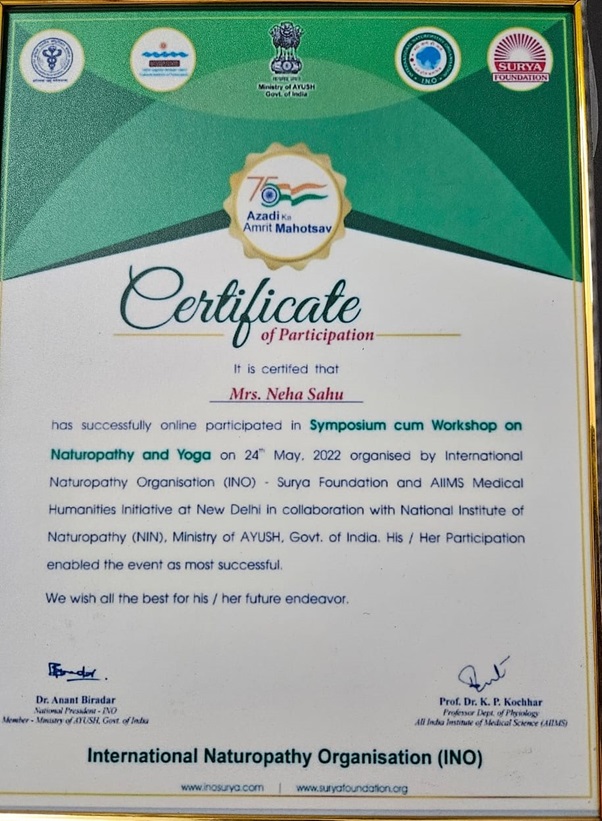 Ministry of AYUSH
Govt. of India
INO
SURYA
FOUNDATION
75
Azadi Ka
Amrit Mahotsav
Certificate
of Participation
It is certifed that
Mrs. Neha Sahu
has successfully online participated in Symposium cum Workshop on
Naturopathy and Yoga on 24th May, 2022 organised by International
Naturopathy Organisation (INO) - Surya Foundation and AIIMS Medical
Humanities Initiative at New Delhi in collaboration with National Institute of
Naturopathy (NIN), Ministry of AYUSH, Govt. of India. His / Her Participation
enabled the event as most successful.
We wish all the best for his / her future endeavor.
Dr. Anant Biradar
National President - INO
Member - Ministry of AYUSH, Govt. of India
Prof. Dr. K. P. Kochhar
Professor Dept. of Phyiology
All India Institute of Medical Science (AIIMS)
International Naturopathy Organisation (INO)
www.inosurya.com | www.suryafoundation.org